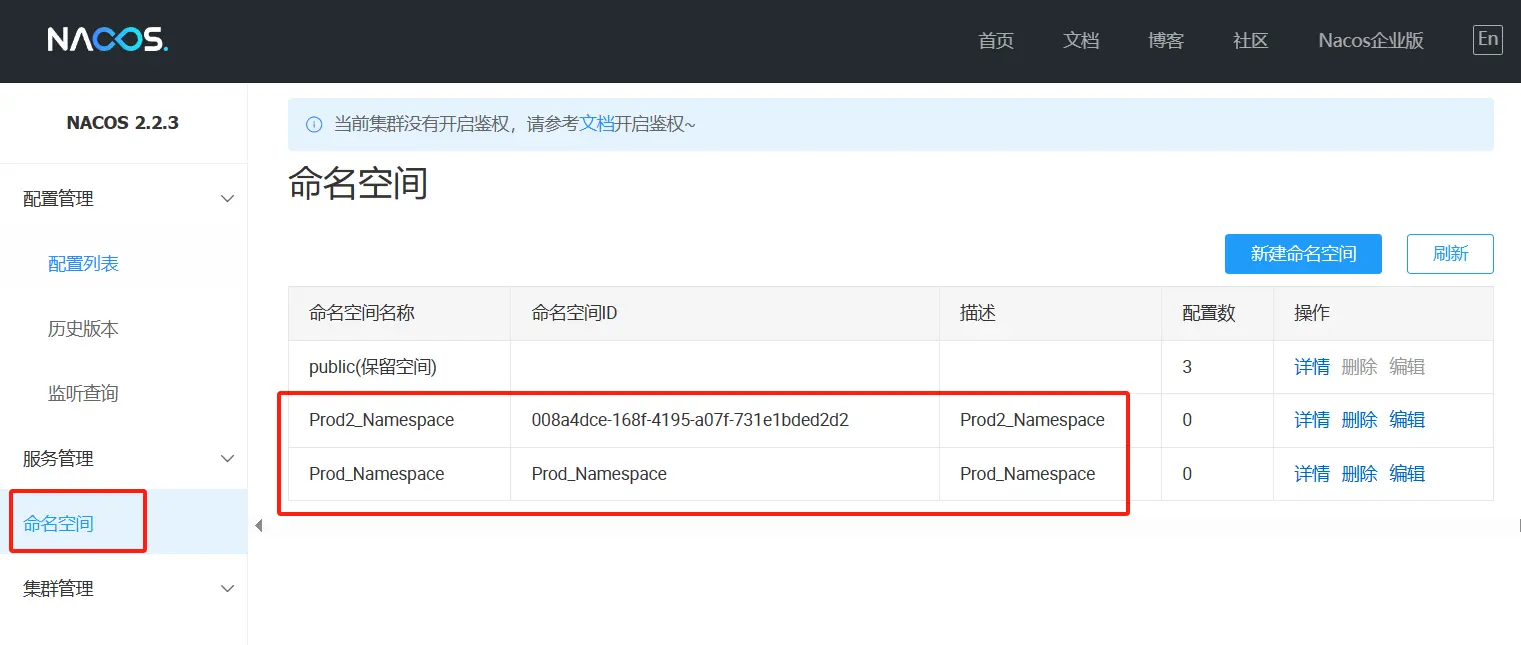 NACOS.
首页 文档 博客 社区 Nacos企业版 En
NACOS 2.2.3
配置管理
配置列表
历史版本
监听查询
服务管理
命名空间
集群管理
当前集群没有开启鉴权，请参考文档开启鉴权~
命名空间
新建命名空间 刷新
命名空间名称 命名空间ID 描述 配置数 操作
public(保留空间) 3 详情 删除 编辑
Prod2_Namespace 008a4dce-168f-4195-a07f-731e1bded2d2 Prod2_Namespace 0 详情 删除 编辑
Prod_Namespace Prod_Namespace Prod_Namespace 0 详情 删除 编辑